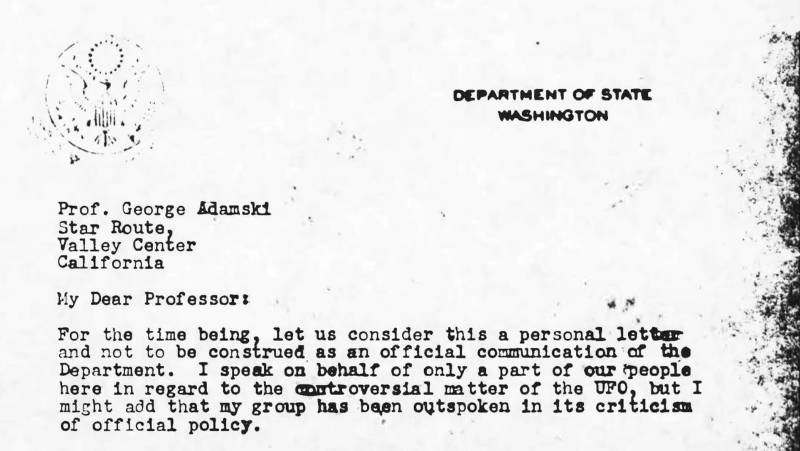 DEPARTMENT OF STATE
WASHINGTON
Prof. George Adamski
Star Route,
Valley Center
California
My Dear Professor:
For the time being, let us consider this a personal letter
and not to be construed as an official communication of the
Department. I speak on behalf of only a part of our people
here in regard to the controversial matter of the UFO, but I
might add that my group has been outspoken in its criticism
of official policy.